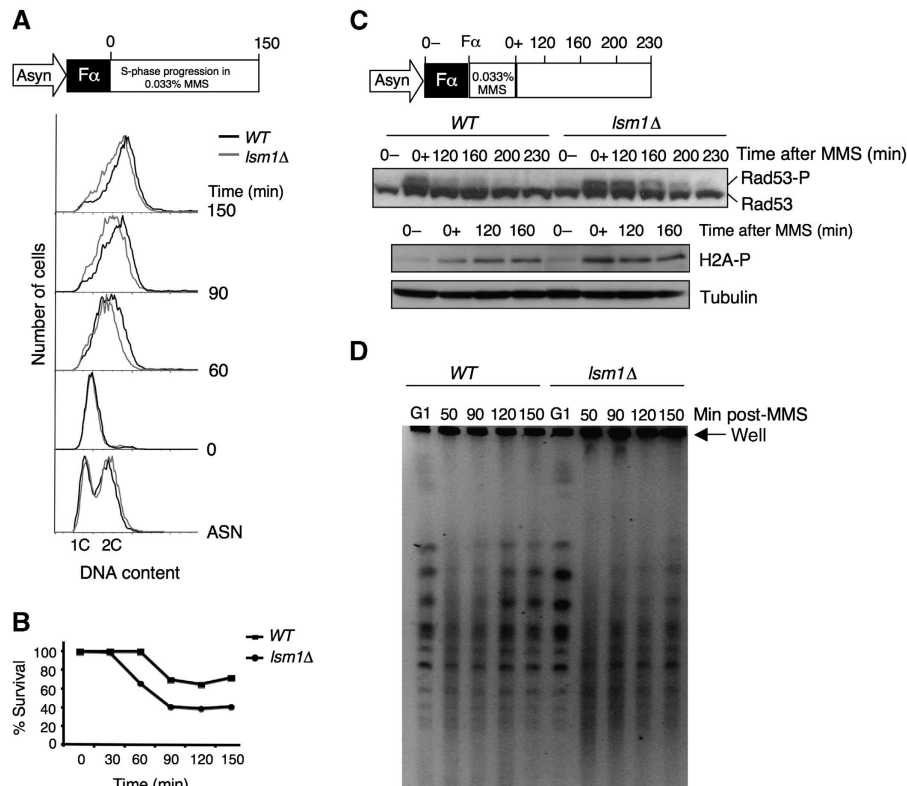 A
0 150
Asyn Fα S-phase progression in
0.033% MMS
WT
lsm1Δ
Time (min)
150
90
60
0
ASN
Number of cells
1C 2C
DNA content
B
WT
lsm1Δ
% Survival
100
80
60
40
20
0
0 30 60 90 120 150
Time (min)
C
0– Fα 0+ 120 160 200 230
Asyn Fα 0.033%
MMS
WT lsm1Δ
0– 0+ 120 160 200 230 0– 0+ 120 160 200 230 Time after MMS (min)
Rad53-P
Rad53
0– 0+ 120 160 0– 0+ 120 160 Time after MMS (min)
H2A-P
Tubulin
D
WT lsm1Δ
G1 50 90 120 150 G1 50 90 120 150 Min post-MMS
Well